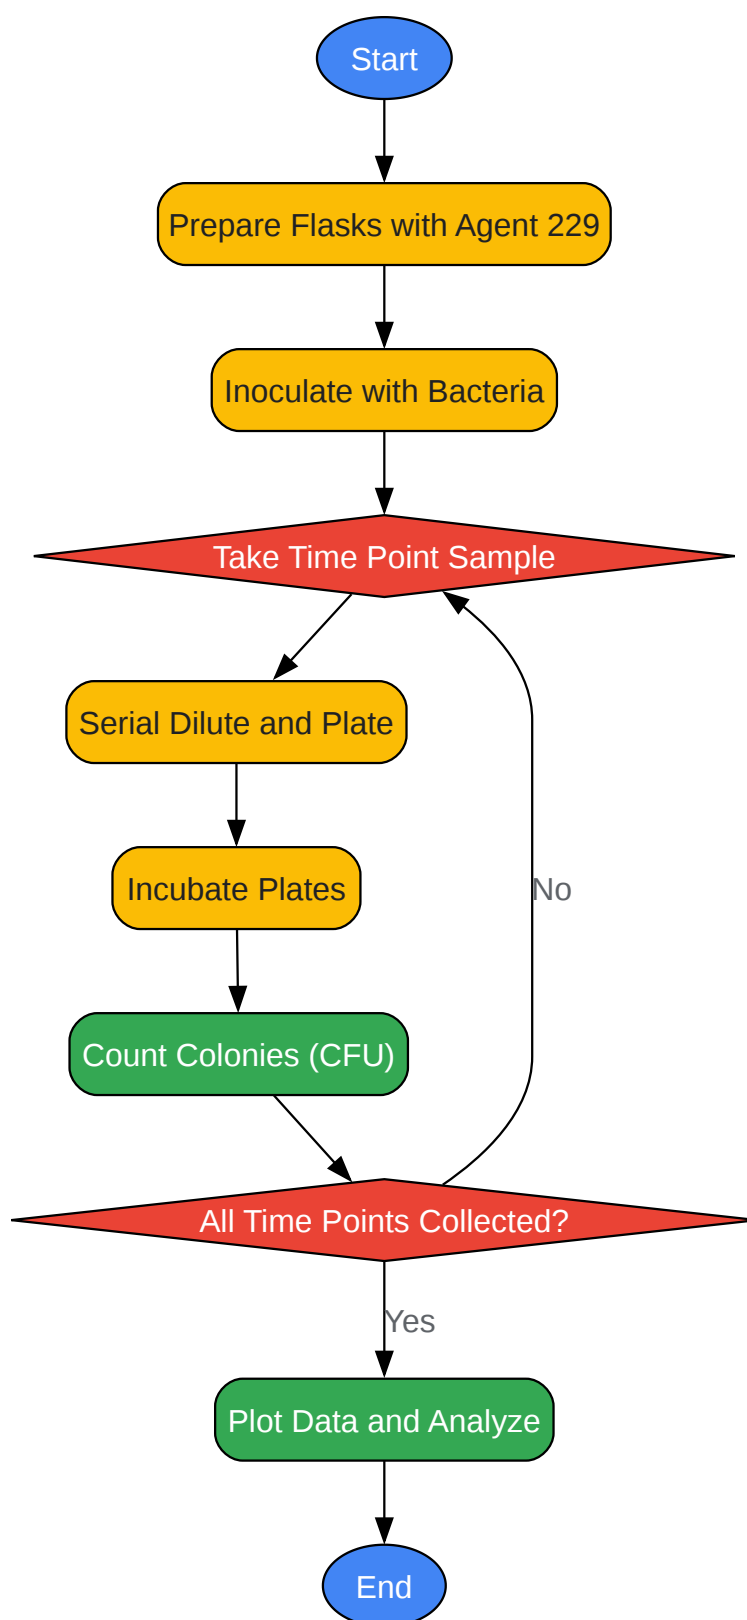 Start
Prepare Flasks with Agent 229
Inoculate with Bacteria
Take Time Point Sample
Serial Dilute and Plate
Incubate Plates
No
Count Colonies (CFU)
All Time Points Collected?
Yes
Plot Data and Analyze
End